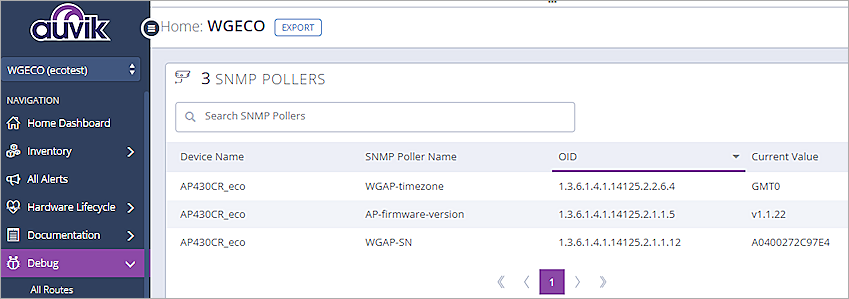 auvik
Home: WGECO EXPORT
WGECO (ecotest)
NAVIGATION
Home Dashboard
Inventory
All Alerts
Hardware Lifecycle
Documentation
Debug
All Routes
3 SNMP POLLERS
Search SNMP Pollers
Device Name SNMP Poller Name OID Current Value
AP430CR_eco WGAP-timezone 1.3.6.1.4.1.14125.2.2.6.4 GMT0
AP430CR_eco AP-firmware-version 1.3.6.1.4.1.14125.2.1.1.5 v1.1.22
AP430CR_eco WGAP-SN 1.3.6.1.4.1.14125.2.1.1.12 A0400272C97E4
1